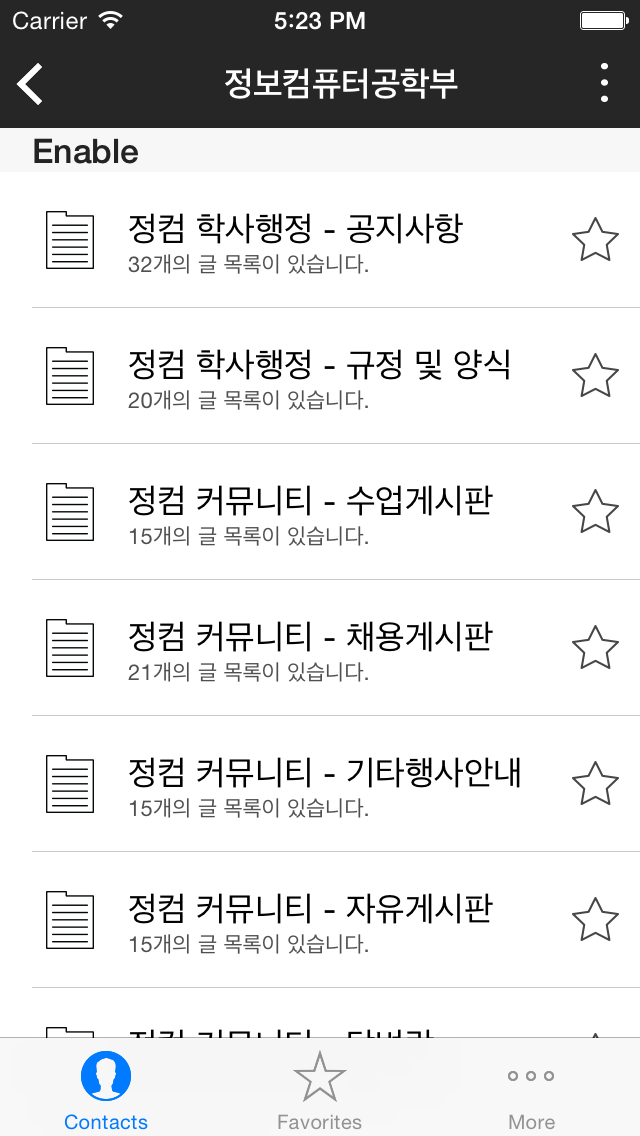 Carrier 5:23 PM
정보컴퓨터공학부
Enable
정컴 학사행정 - 공지사항
32개의 글 목록이 있습니다.
정컴 학사행정 - 규정 및 양식
20개의 글 목록이 있습니다.
정컴 커뮤니티 - 수업게시판
15개의 글 목록이 있습니다.
정컴 커뮤니티 - 채용게시판
21개의 글 목록이 있습니다.
정컴 커뮤니티 - 기타행사안내
15개의 글 목록이 있습니다.
정컴 커뮤니티 - 자유게시판
15개의 글 목록이 있습니다.
정컴 커뮤니티 -
Contacts Favorites More